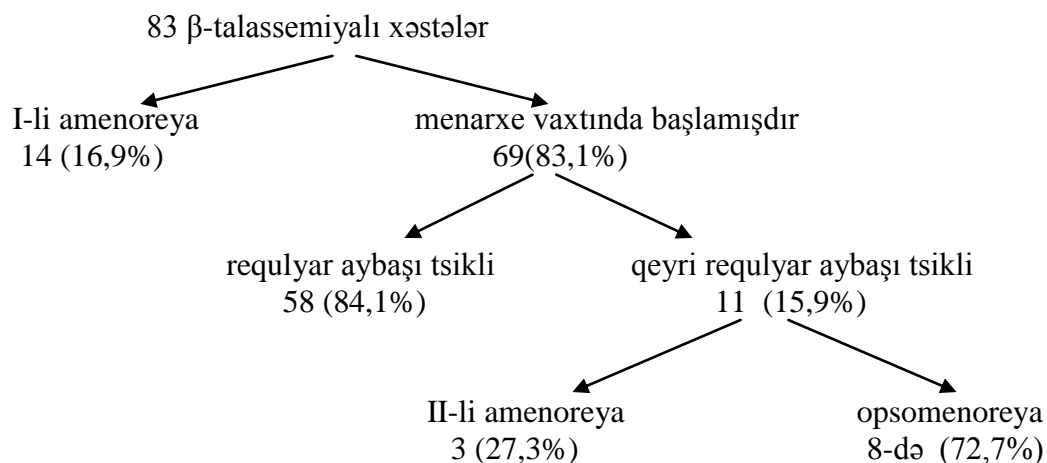 83 β-talassemiyalı xəstələr
I-li amenoreya
14 (16,9%)
menarxe vaxtında başlamışdır
69(83,1%)
requlyar aybaşı tsikli
58 (84,1%)
qeyri requlyar aybaşı tsikli
11 (15,9%)
II-li amenoreya
3 (27,3%)
opsomenoreya
8-də (72,7%)